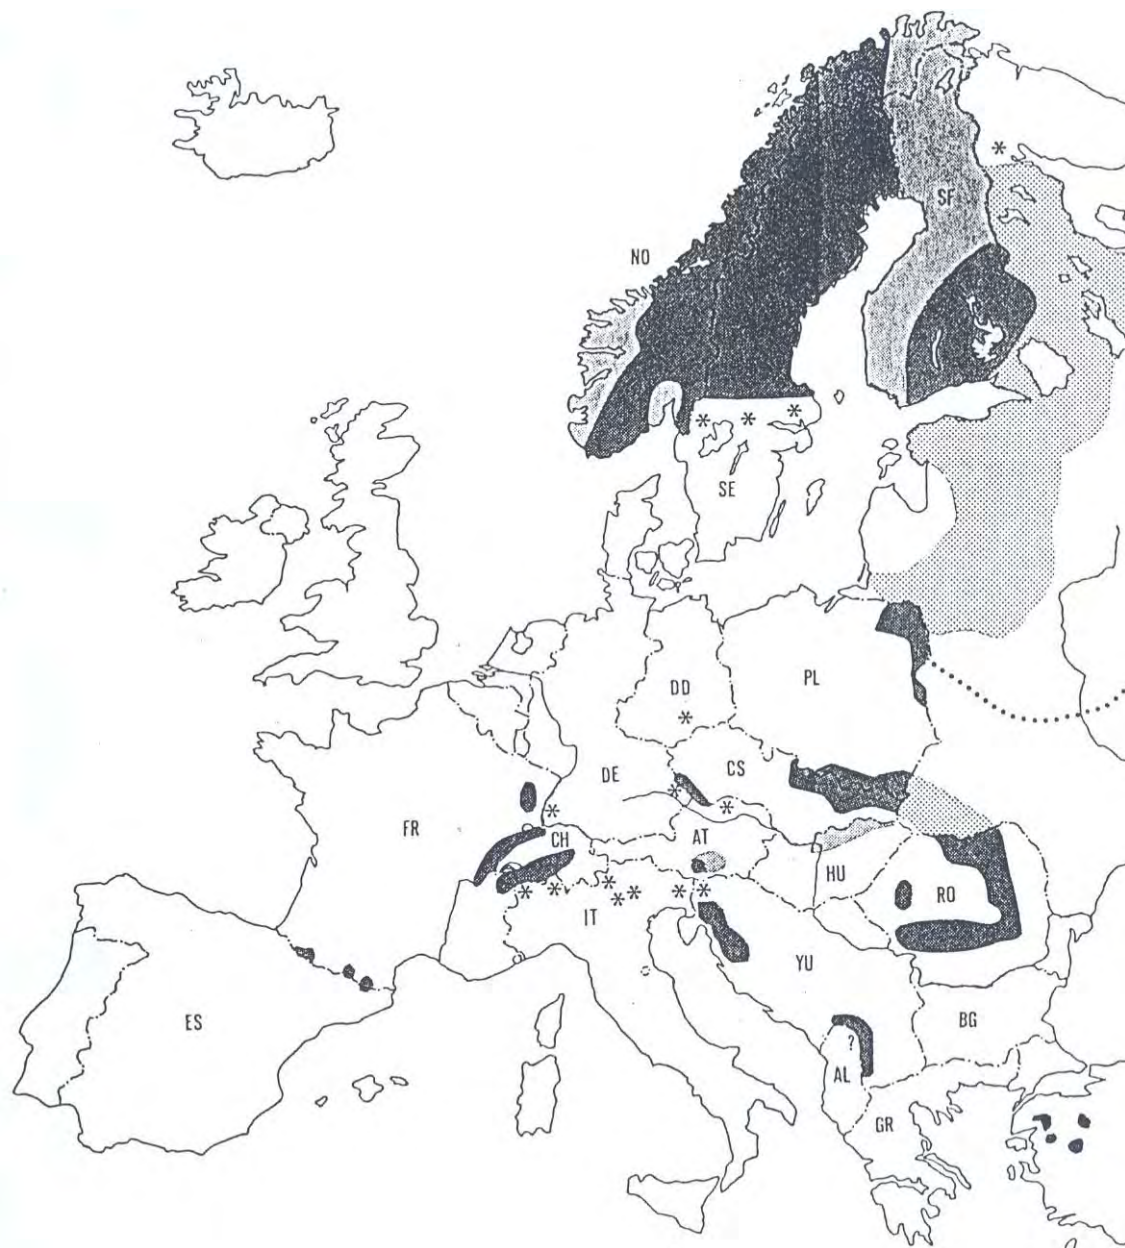 *
SF
NO
* * *
SE
PL
DD
*
CS
DE
*
*
*
FR
CH
AT
HU
RO
* * * * * * *
IT
YU
ES
BG
?
AL
GR